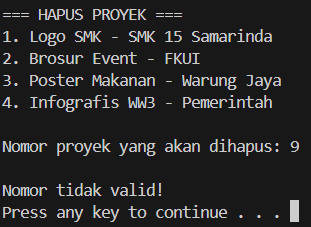 === HAPUS PROYEK ===
1. Logo SMK - SMK 15 Samarinda
2. Brosur Event - FKUI
3. Poster Makanan - Warung Jaya
4. Infografis WW3 - Pemerintah
Nomor proyek yang akan dihapus: 9
Nomor tidak valid!
Press any key to continue . . .